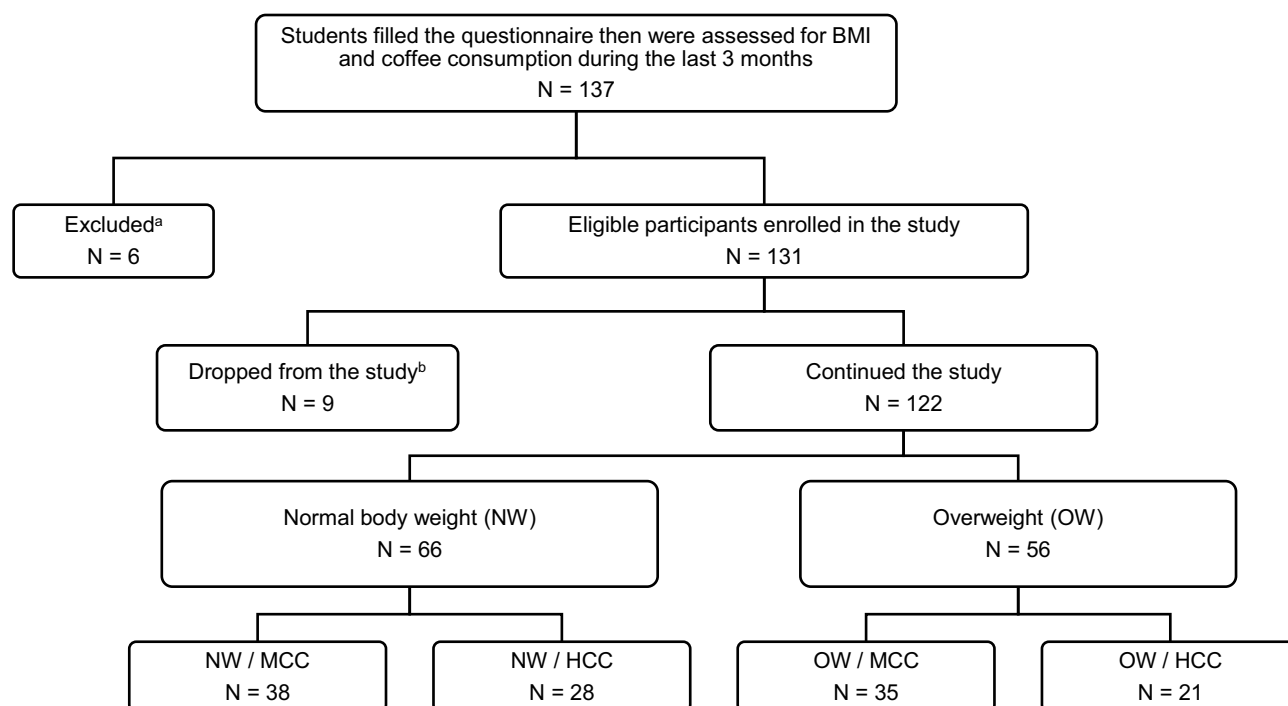 Students filled the questionnaire then were assessed for BMI
and coffee consumption during the last 3 months
N = 137
Excludedᵃ
N = 6
Eligible participants enrolled in the study
N = 131
Dropped from the studyᵇ
N = 9
Continued the study
N = 122
Normal body weight (NW)
N = 66
Overweight (OW)
N = 56
NW / MCC
N = 38
NW / HCC
N = 28
OW / MCC
N = 35
OW / HCC
N = 21